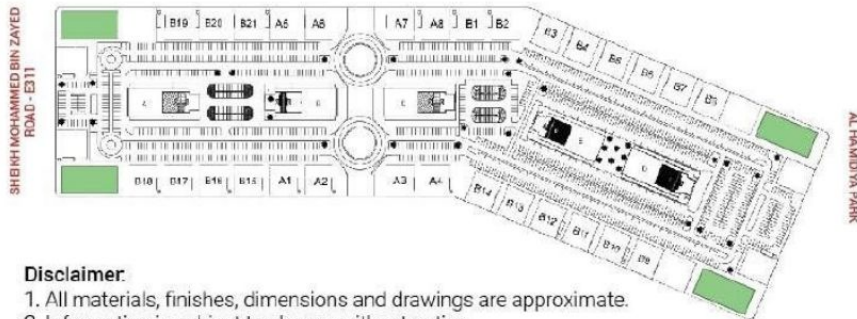 SHEIKH MOHAMMED BIN ZAYED
ROAD - E311
B19 B20 B21 A5 A6 A7 A8 B1 B2
B3 B4 B5 B6 B7
B18 B17 B16 B15 A1 A2 A3 A4
B14 B13 B12 B11 B10 B9
AL HAMIDIYA PARK
Disclaimer:
1. All materials, finishes, dimensions and drawings are approximate.